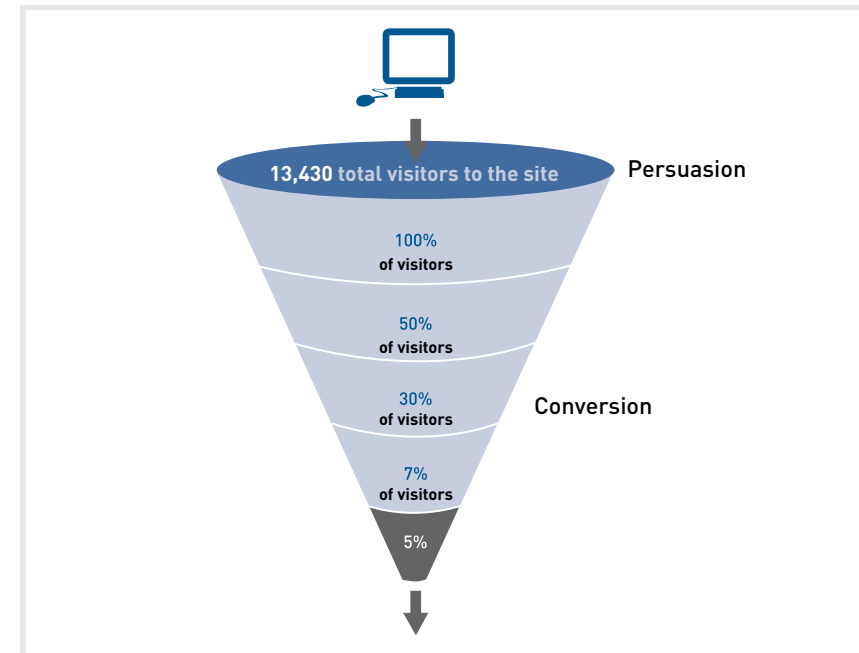 13,430 total visitors to the site
Persuasion
100%
of visitors
50%
of visitors
30%
of visitors
Conversion
7%
of visitors
5%